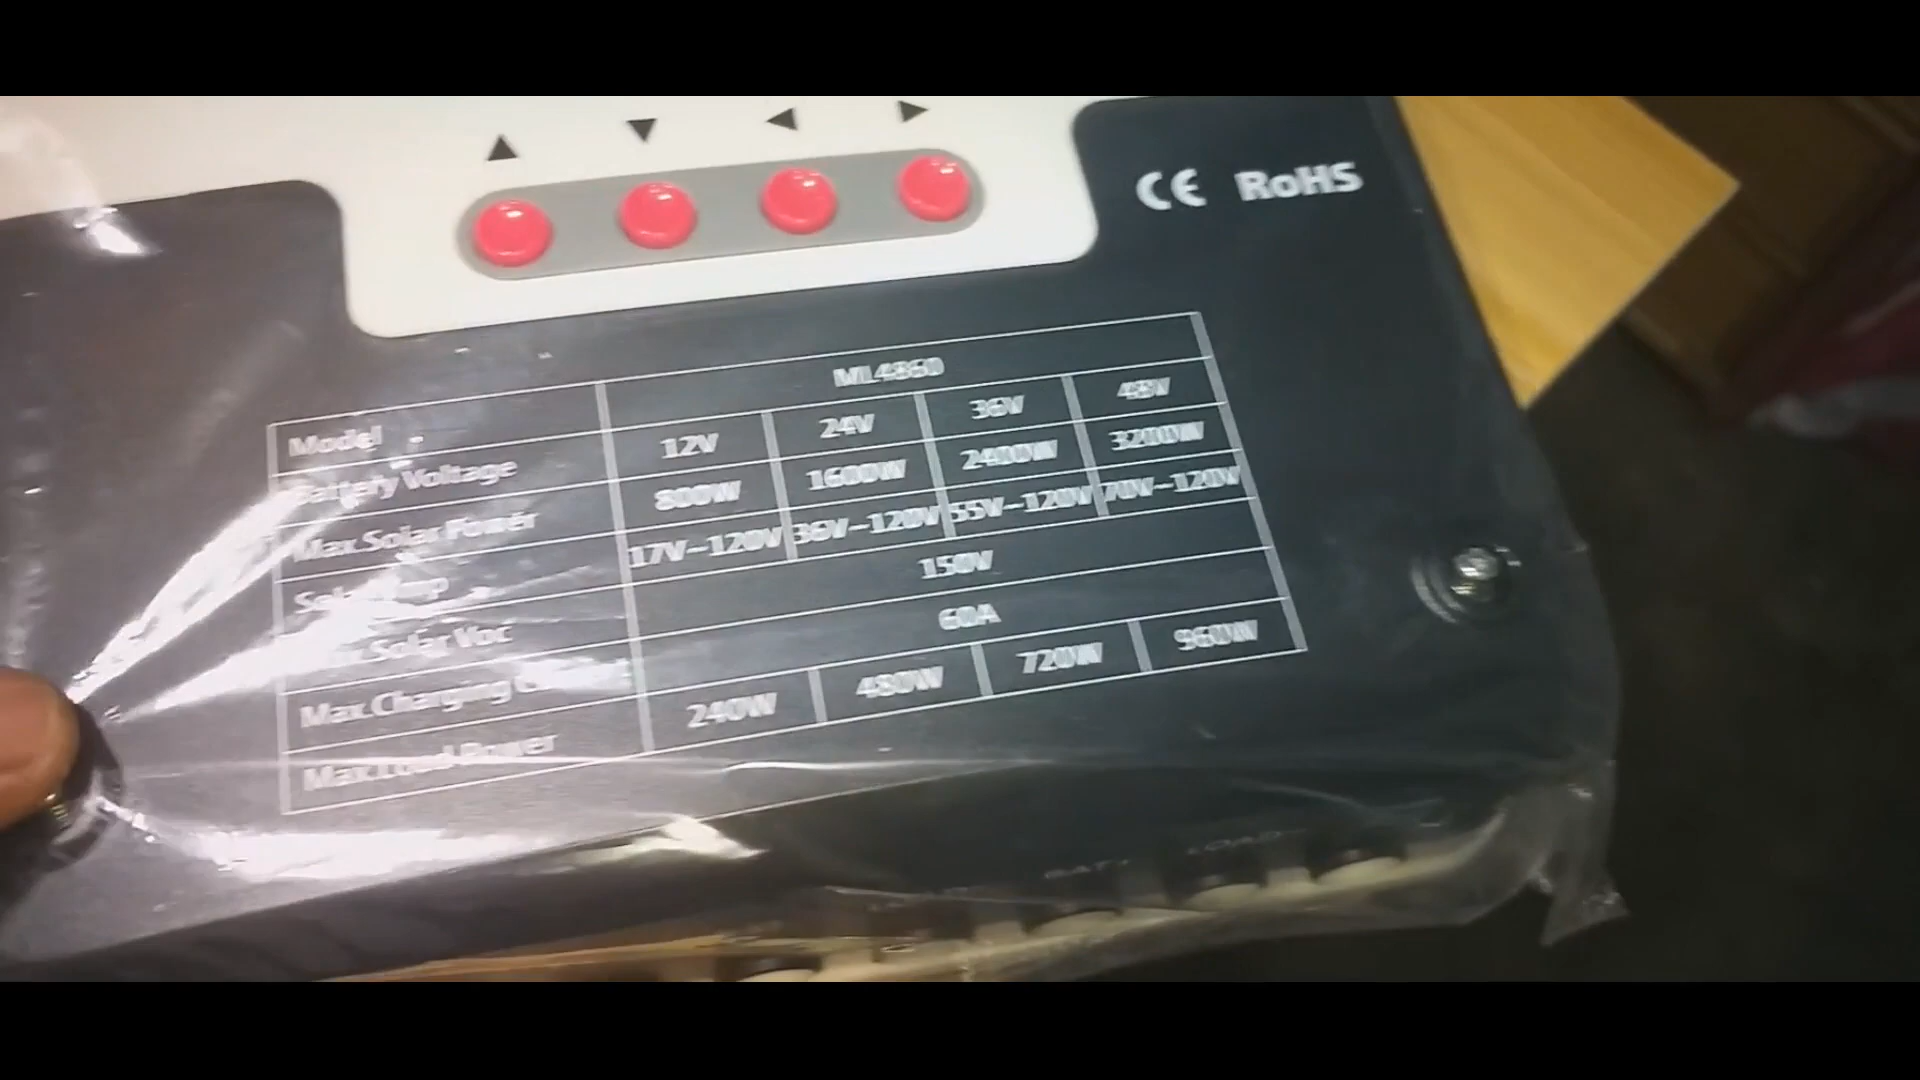 CE RoHS
Model ML4860
Battery Voltage 12V 24V 36V 48V
Max.Solar Power 800W 1600W 2400W 3200W
17V~120V 36V~120V 55V~120V 70V~120V
Solar Voc 150V
Max.Charging 60A
Max.Load Power 240W 480W 720W 960W
BATT LOAD